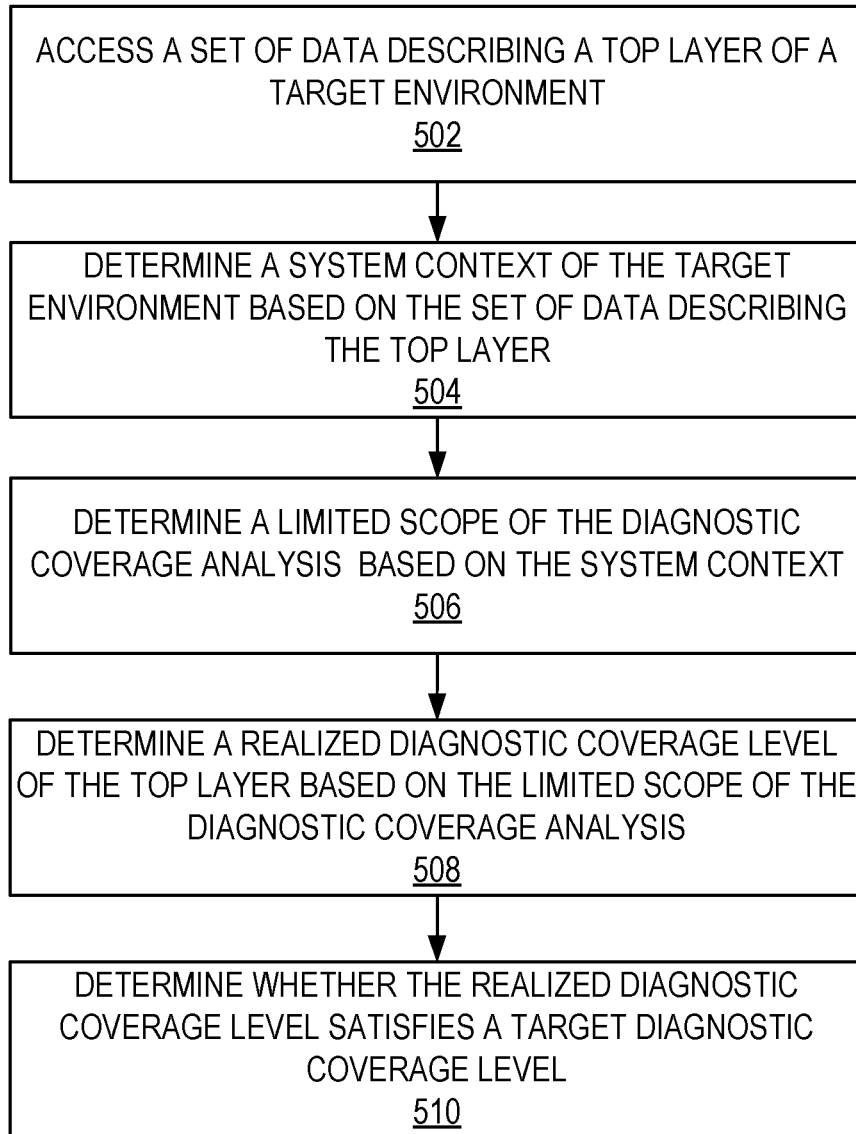 ACCESS A SET OF DATA DESCRIBING A TOP LAYER OF A
TARGET ENVIRONMENT
502
DETERMINE A SYSTEM CONTEXT OF THE TARGET
ENVIRONMENT BASED ON THE SET OF DATA DESCRIBING
THE TOP LAYER
504
DETERMINE A LIMITED SCOPE OF THE DIAGNOSTIC
COVERAGE ANALYSIS BASED ON THE SYSTEM CONTEXT
506
DETERMINE A REALIZED DIAGNOSTIC COVERAGE LEVEL
OF THE TOP LAYER BASED ON THE LIMITED SCOPE OF THE
DIAGNOSTIC COVERAGE ANALYSIS
508
DETERMINE WHETHER THE REALIZED DIAGNOSTIC
COVERAGE LEVEL SATISFIES A TARGET DIAGNOSTIC
COVERAGE LEVEL
510